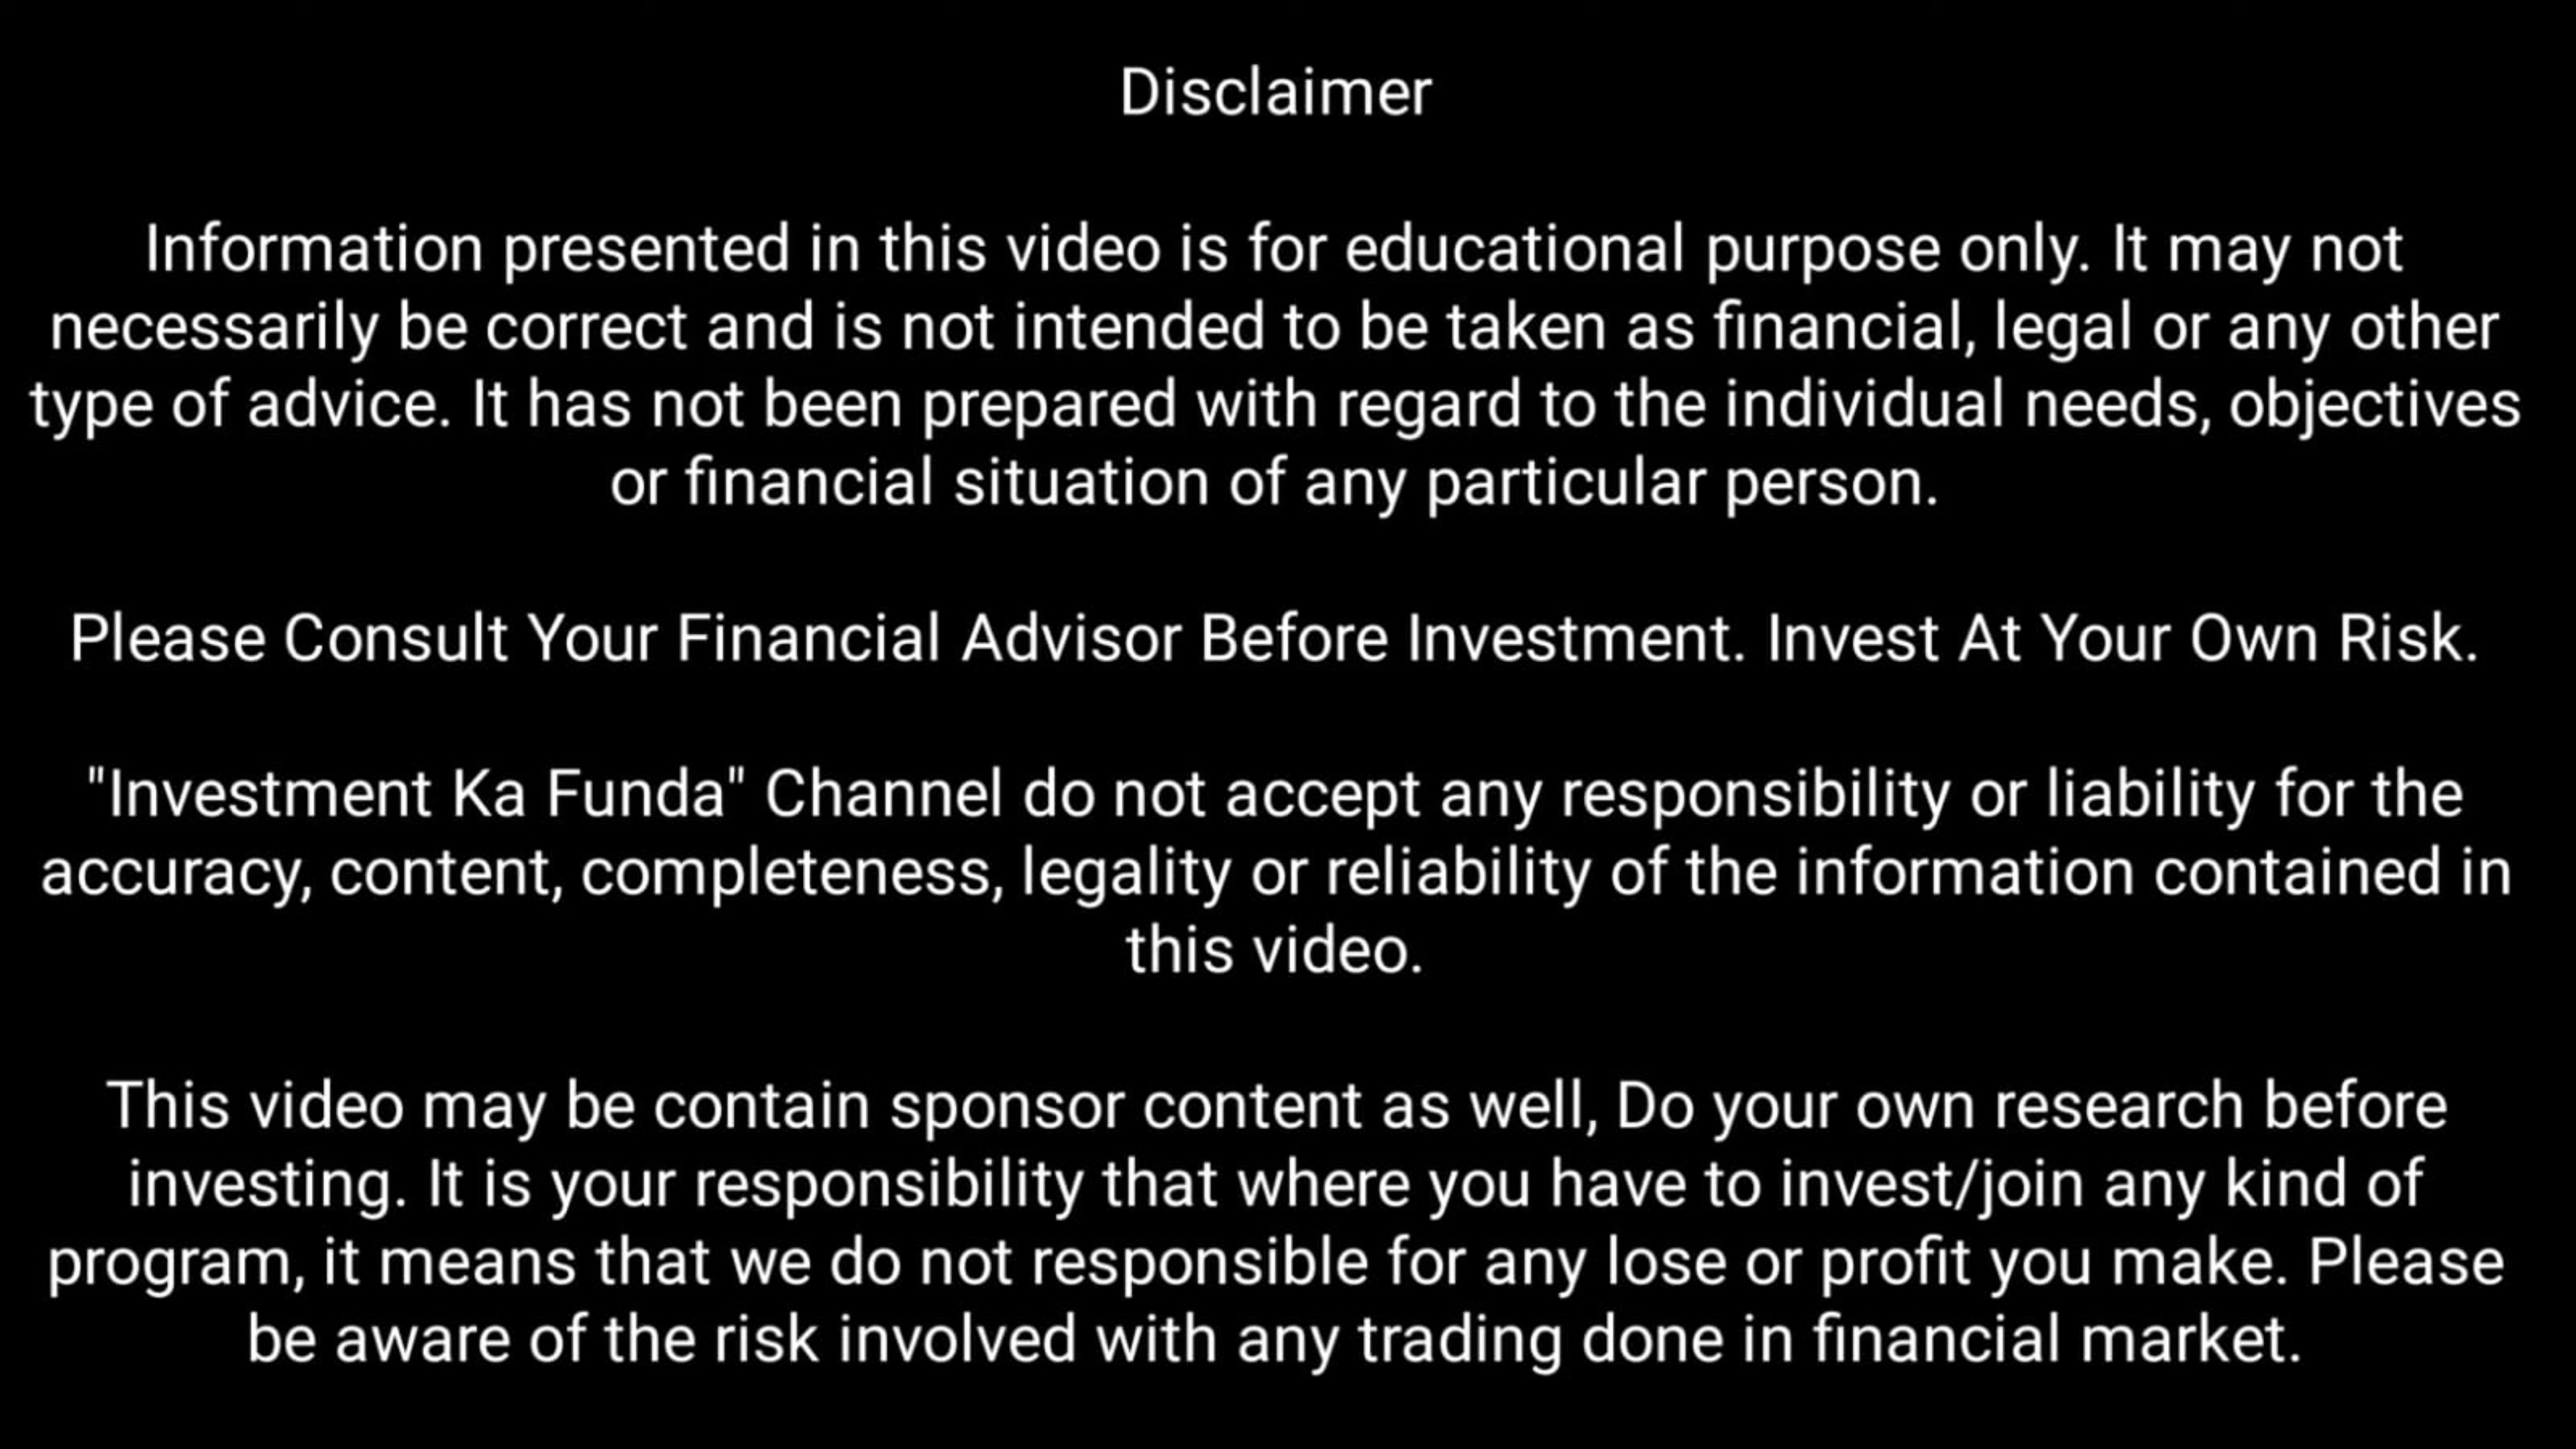 Disclaimer
Information presented in this video is for educational purpose only. It may not
necessarily be correct and is not intended to be taken as financial, legal or any other
type of advice. It has not been prepared with regard to the individual needs, objectives
or financial situation of any particular person.
Please Consult Your Financial Advisor Before Investment. Invest At Your Own Risk.
"Investment Ka Funda" Channel do not accept any responsibility or liability for the
accuracy, content, completeness, legality or reliability of the information contained in
this video.
This video may be contain sponsor content as well, Do your own research before
investing. It is your responsibility that where you have to invest/join any kind of
program, it means that we do not responsible for any lose or profit you make. Please
be aware of the risk involved with any trading done in financial market.